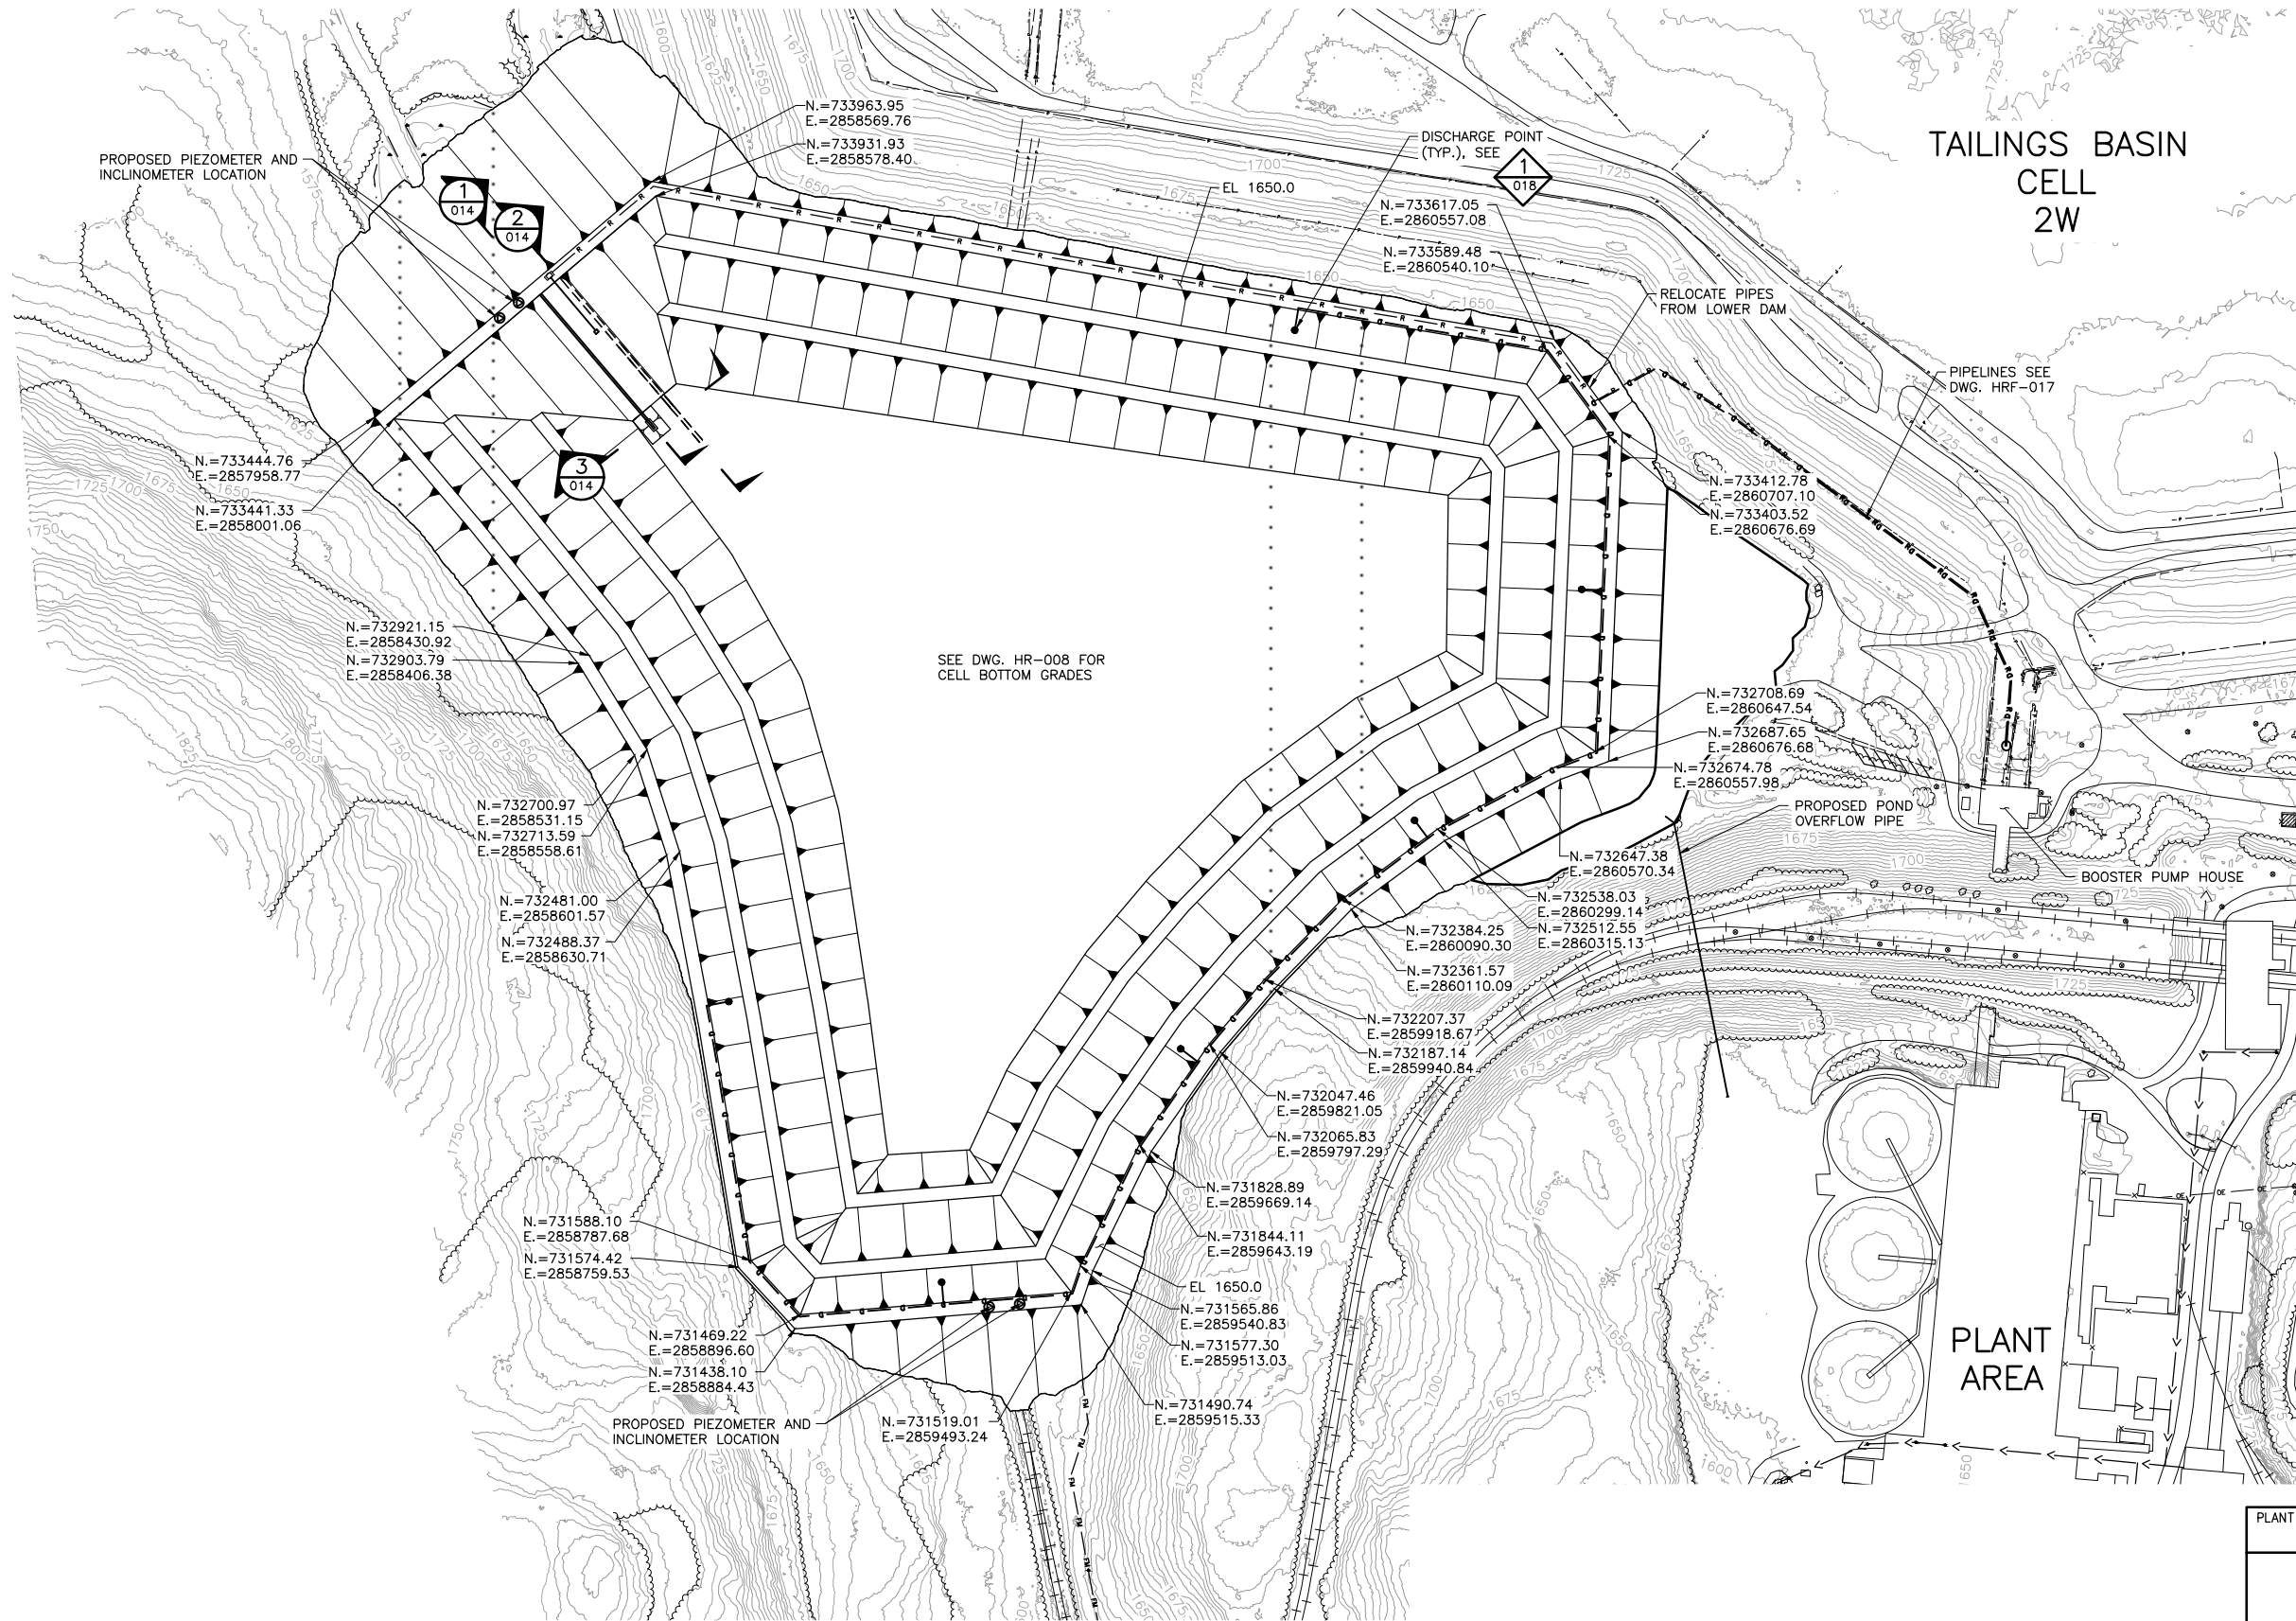 TAILINGS BASIN
CELL
2W
N.=733963.95
E.=2858569.76
N.=733931.93
E.=2858578.40
PROPOSED PIEZOMETER AND
INCLINOMETER LOCATION
1
014
2
014
DISCHARGE POINT
(TYP.), SEE
1
018
EL 1650.0
N.=733617.05
E.=2860557.08
N.=733589.48
E.=2860540.10
RELOCATE PIPES
FROM LOWER DAM
PIPELINES SEE
DWG. HRF-017
N.=733444.76
E.=2857958.77
N.=733441.33
E.=2858001.06
3
014
N.=733412.78
E.=2860707.10
N.=733403.52
E.=2860676.69
N.=732921.15
E.=2858430.92
N.=732903.79
E.=2858406.38
SEE DWG. HR-008 FOR
CELL BOTTOM GRADES
N.=732708.69
E.=2860647.54
N.=732687.65
E.=2860676.68
N.=732674.78
E.=2860557.98
N.=732700.97
E.=2858531.15
N.=732713.59
E.=2858558.61
PROPOSED POND
OVERFLOW PIPE
N.=732647.38
E.=2860570.34
BOOSTER PUMP HOUSE
N.=732481.00
E.=2858601.57
N.=732488.37
E.=2858630.71
N.=732538.03
E.=2860299.14
N.=732512.55
E.=2860315.13
N.=732384.25
E.=2860090.30
N.=732361.57
E.=2860110.09
N.=732207.37
E.=2859918.67
N.=732187.14
E.=2859940.84
N.=732047.46
E.=2859821.05
N.=732065.83
E.=2859797.29
N.=731828.89
E.=2859669.14
N.=731844.11
E.=2859643.19
N.=731588.10
E.=2858787.68
N.=731574.42
E.=2858759.53
EL 1650.0
N.=731565.86
E.=2859540.83
N.=731577.30
E.=2859513.03
N.=731469.22
E.=2858896.60
N.=731438.10
E.=2858884.43
N.=731490.74
E.=2859515.33
PROPOSED PIEZOMETER AND
INCLINOMETER LOCATION
N.=731519.01
E.=2859493.24
PLANT
AREA
PLANT